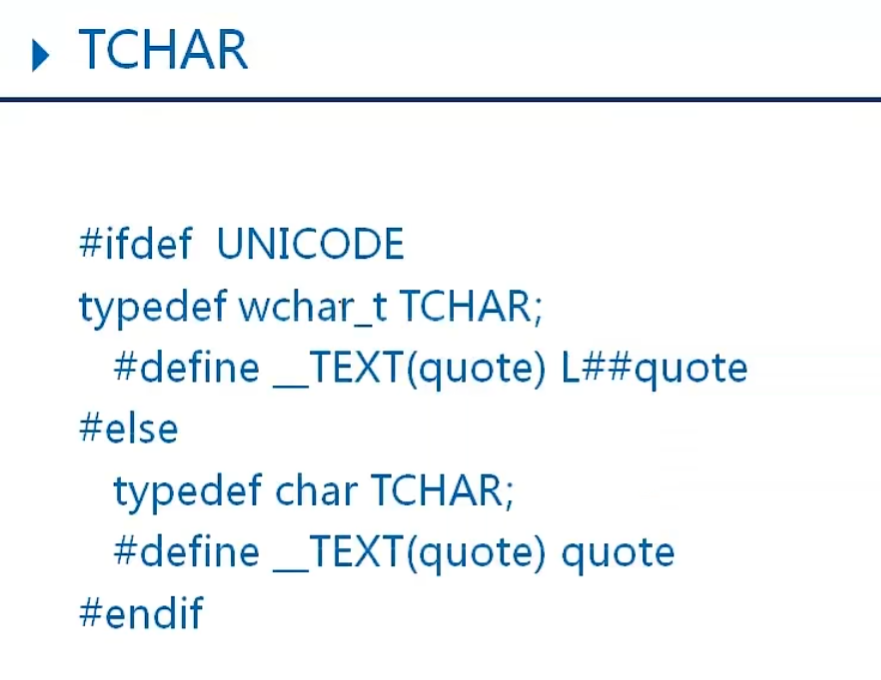 TCHAR
#ifdef  UNICODE
typedef wchar_t TCHAR;
#define __TEXT(quote) L##quote
#else
typedef char TCHAR;
#define __TEXT(quote) quote
#endif